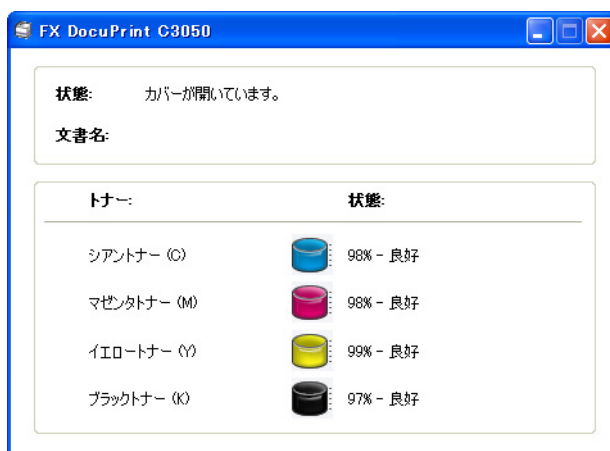 FX DocuPrint C3050
状態: カバーが開いています。
文書名:
トナー: 状態:
シアントナー (C) 98% - 良好
マゼンタトナー (M) 98% - 良好
イエロートナー (Y) 99% - 良好
ブラックトナー (K) 97% - 良好